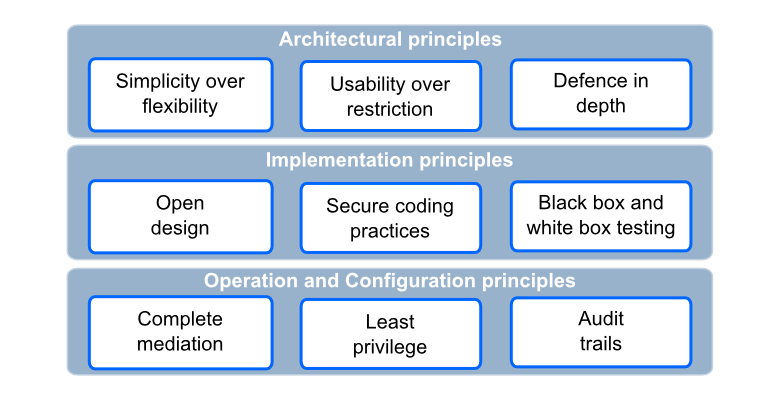 Architectural principles
Simplicity over
flexibility
Usability over
restriction
Defence in
depth
Implementation principles
Open
design
Secure coding
practices
Black box and
white box testing
Operation and Configuration principles
Complete
mediation
Least
privilege
Audit
trails